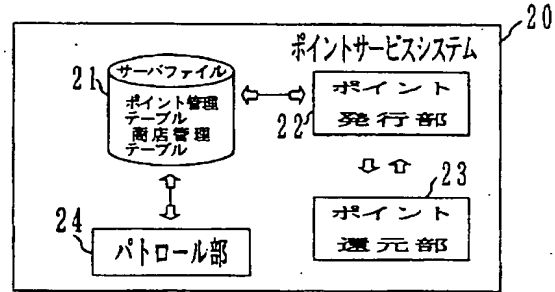 20
ポイントサービスシステム
21
サーバファイル
ポイント管理
テーブル
商店管理
テーブル
22
ポイント
発行部
23
ポイント
還元部
24
パトロール部